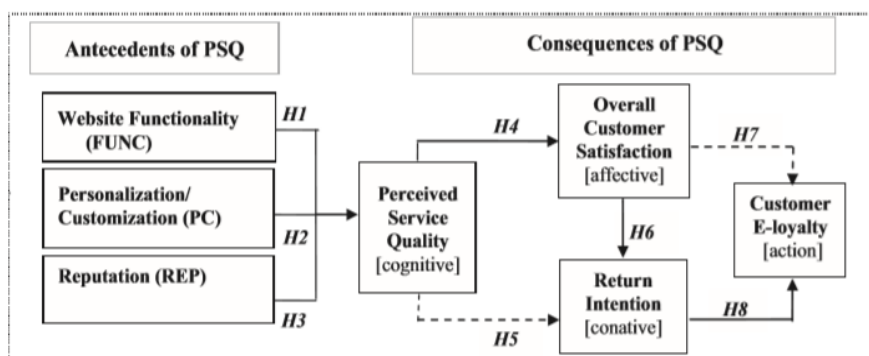 Antecedents of PSQ
Consequences of PSQ
Website Functionality
(FUNC)
H1
Personalization/
Customization (PC)
H2
Reputation (REP)
H3
Perceived
Service
Quality
[cognitive]
H4
H5
Overall
Customer
Satisfaction
[affective]
H6
Return
Intention
[conative]
H7
H8
Customer
E-loyalty
[action]